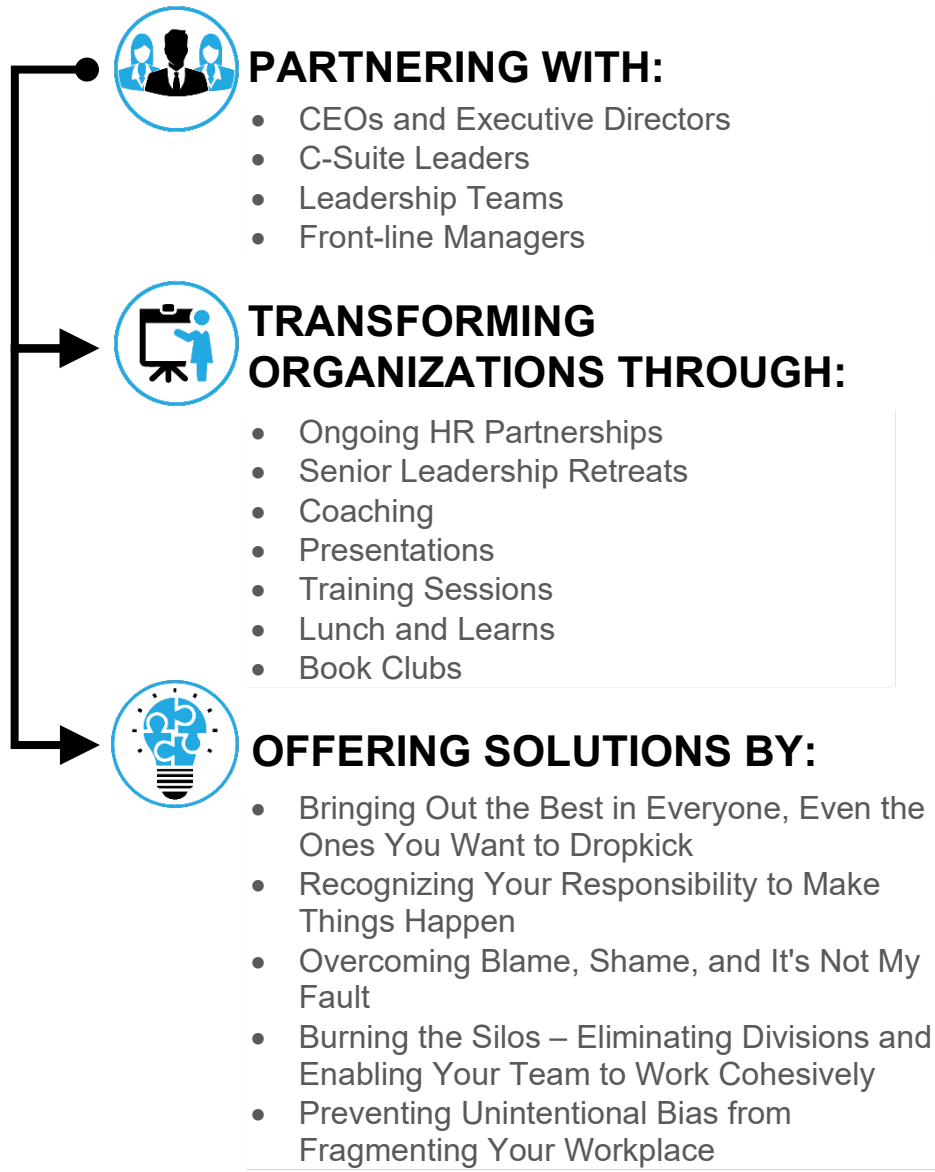 PARTNERING WITH:
• CEOs and Executive Directors
• C-Suite Leaders
• Leadership Teams
• Front-line Managers
TRANSFORMING
ORGANIZATIONS THROUGH:
• Ongoing HR Partnerships
• Senior Leadership Retreats
• Coaching
• Presentations
• Training Sessions
• Lunch and Learns
• Book Clubs
OFFERING SOLUTIONS BY:
• Bringing Out the Best in Everyone, Even the
Ones You Want to Dropkick
• Recognizing Your Responsibility to Make
Things Happen
• Overcoming Blame, Shame, and It's Not My
Fault
• Burning the Silos – Eliminating Divisions and
Enabling Your Team to Work Cohesively
• Preventing Unintentional Bias from
Fragmenting Your Workplace